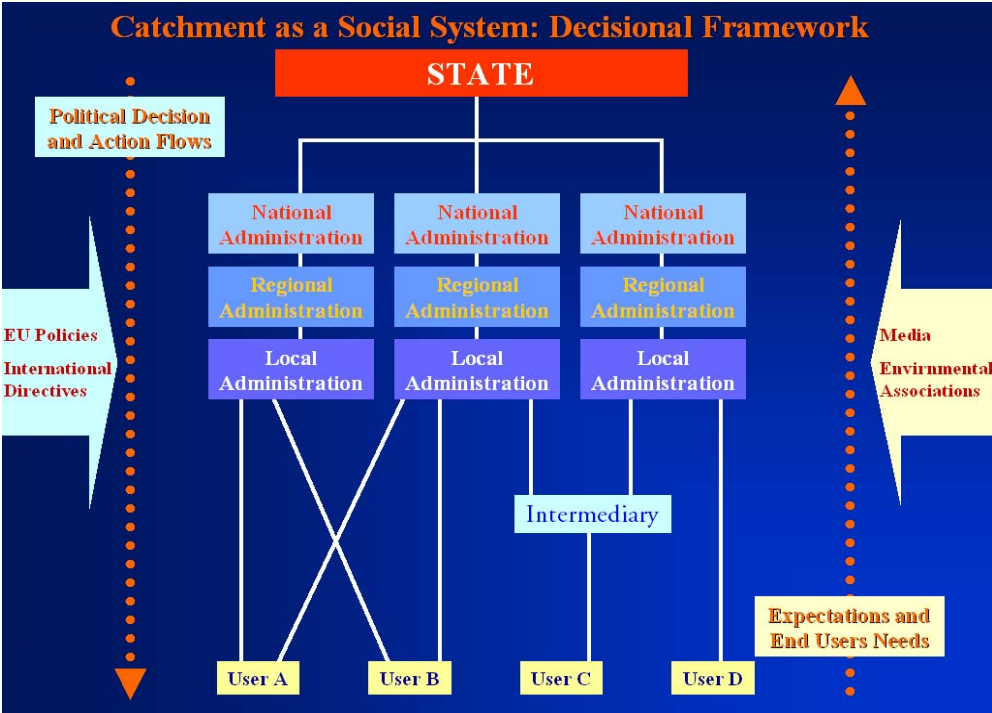 Catchment as a Social System: Decisional Framework
STATE
Political Decision
and Action Flows
National
Administration
National
Administration
National
Administration
Regional
Administration
Regional
Administration
Regional
Administration
EU Policies
International
Directives
Local
Administration
Local
Administration
Local
Administration
Media
Envirnmental
Associations
Intermediary
Expectations and
End Users Needs
User A
User B
User C
User D